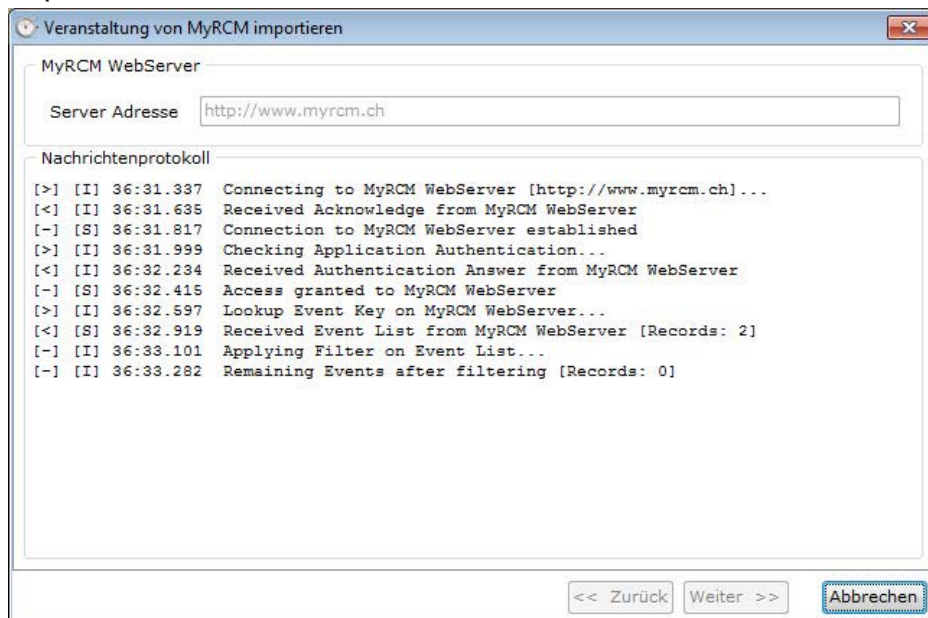 Veranstaltung von MyRCM importieren
MyRCM WebServer
Server Adresse http://www.myrcm.ch
Nachrichtenprotokoll
[>] [I] 36:31.337 Connecting to MyRCM WebServer [http://www.myrcm.ch]...
[<] [I] 36:31.635 Received Acknowledge from MyRCM WebServer
[-] [S] 36:31.817 Connection to MyRCM WebServer established
[>] [I] 36:31.999 Checking Application Authentication...
[<] [I] 36:32.234 Received Authentication Answer from MyRCM WebServer
[-] [S] 36:32.415 Access granted to MyRCM WebServer
[>] [I] 36:32.597 Lookup Event Key on MyRCM WebServer...
[<] [S] 36:32.919 Received Event List from MyRCM WebServer [Records: 2]
[-] [I] 36:33.101 Applying Filter on Event List...
[-] [I] 36:33.282 Remaining Events after filtering [Records: 0]
<< Zurück Weiter >> Abbrechen